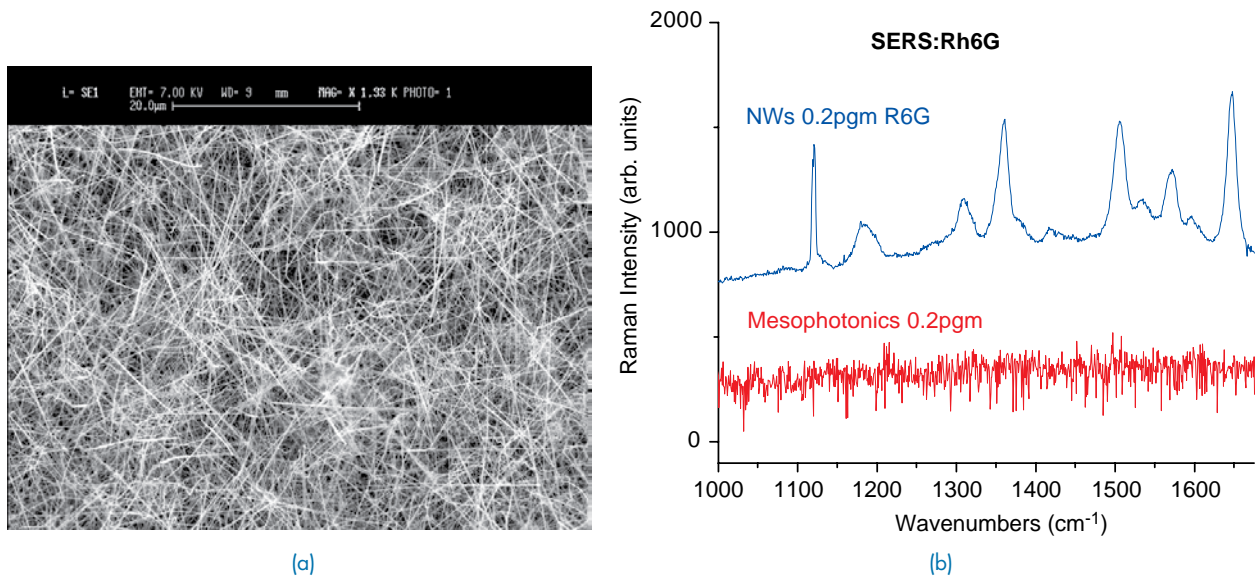 L= SE1 EHT= 7.00 KV WD= 9 mm MAG= X 1.93 K PHOTO= 1
20.0µm
(a)
2000
SERS:Rh6G
NWs 0.2pgm R6G
1000
Mesophotonics 0.2pgm
0
1000 1100 1200 1300 1400 1500 1600
Raman Intensity (arb. units)
Wavenumbers (cm-1)
(b)